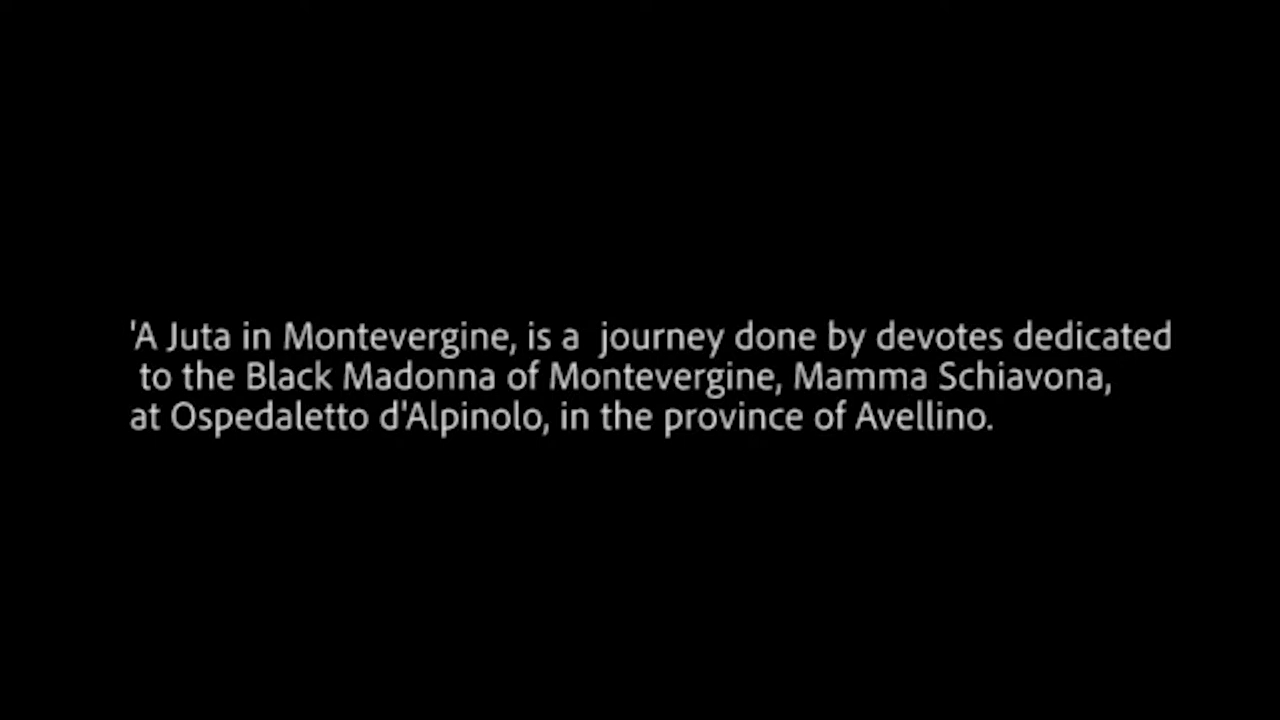 'A Juta in Montevergine, is a  journey done by devotes dedicated
to the Black Madonna of Montevergine, Mamma Schiavona,
at Ospedaletto d'Alpinolo, in the province of Avellino.